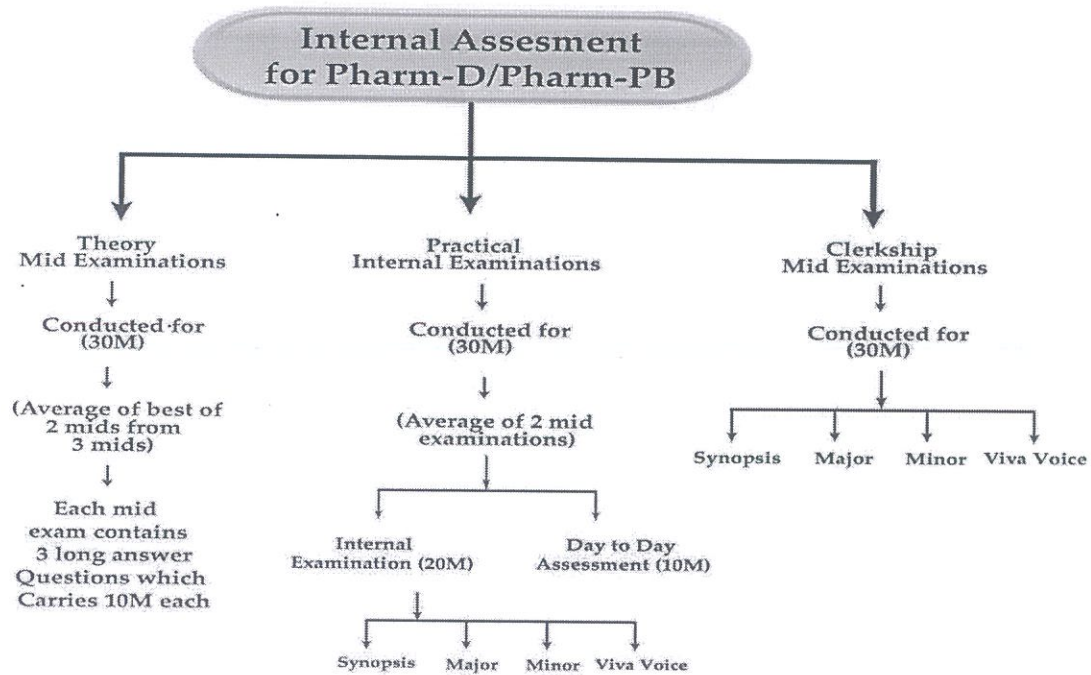 Internal Assesment
for Pharm-D/Pharm-PB
Theory
Mid Examinations
Conducted·for
(30M)
(Average of best of
2 mids from
3 mids)
Each mid
exam contains
3 long answer
Questions which
Carries 10M each
Practical
Internal Examinations
Conducted for
(30M)
(Average of 2 mid
examinations)
Internal
Examination (20M)
Day to Day
Assessment (10M)
Synopsis
Major
Minor
Viva Voice
Clerkship
Mid Examinations
Conducted for
(30M)
Synopsis
Major
Minor
Viva Voice